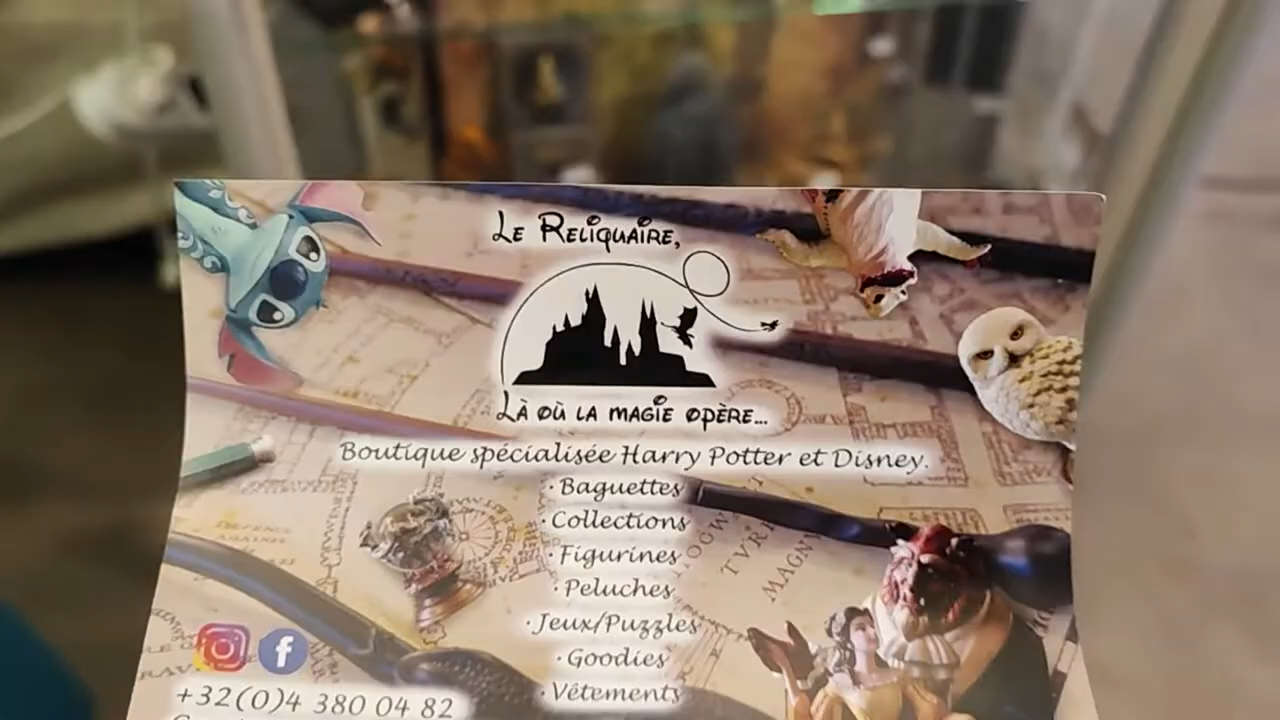 Le Reliquaire,
Là où la magie opère...
Boutique spécialisée Harry Potter et Disney.
· Baguettes
· Collections
· Figurines
· Peluches
· Jeux/Puzzles
· Goodies
· Vêtements
+32(0)4 380 04 82